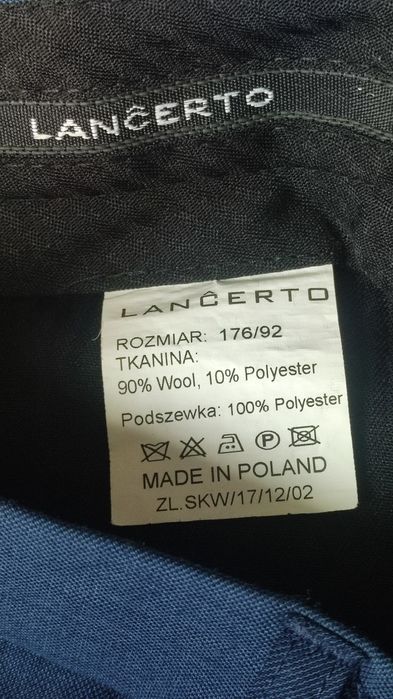 LANĈERTO
LANĈERTO
ROZMIAR: 176/92
TKANINA:
90% Wool, 10% Polyester
Podszewka: 100% Polyester
P
MADE IN POLAND
ZL.SKW/17/12/02